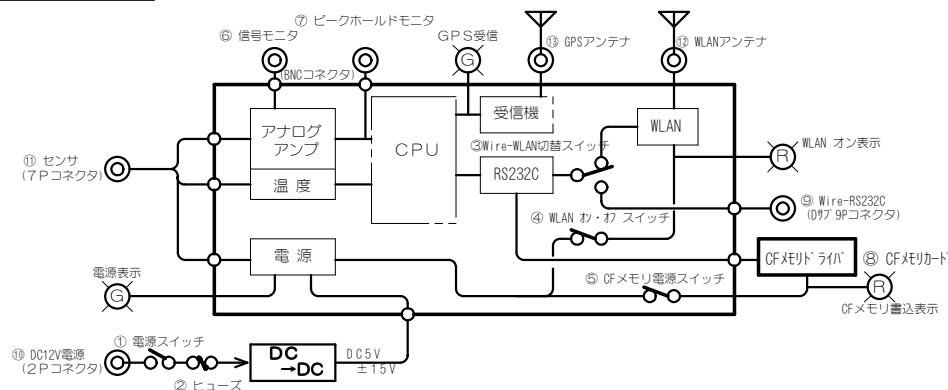 ⑦ ピークホールドモニタ
⑥ 信号モニタ
GPS受信
⑬ GPSアンテナ
⑫ WLANアンテナ
(BNCコネクタ)
G
アナログ
アンプ
CPU
受信機
WLAN
③Wire-WLAN切替スイッチ
WLAN オン表示
R
⑪ センサ
(7Pコネクタ)
温度
RS232C
⑨ Wire-RS232C
(Dサブ 9Pコネクタ)
④ WLAN オン・オフ スイッチ
電源
CFメモリドライバ
⑧ CFメモリカード
電源表示
G
⑤ CFメモリ電源スイッチ
R
CFメモリ書込表示
① 電源スイッチ
⑩ DC12V電源
(2Pコネクタ)
DC
→DC
DC5V
±15V
② ヒューズ